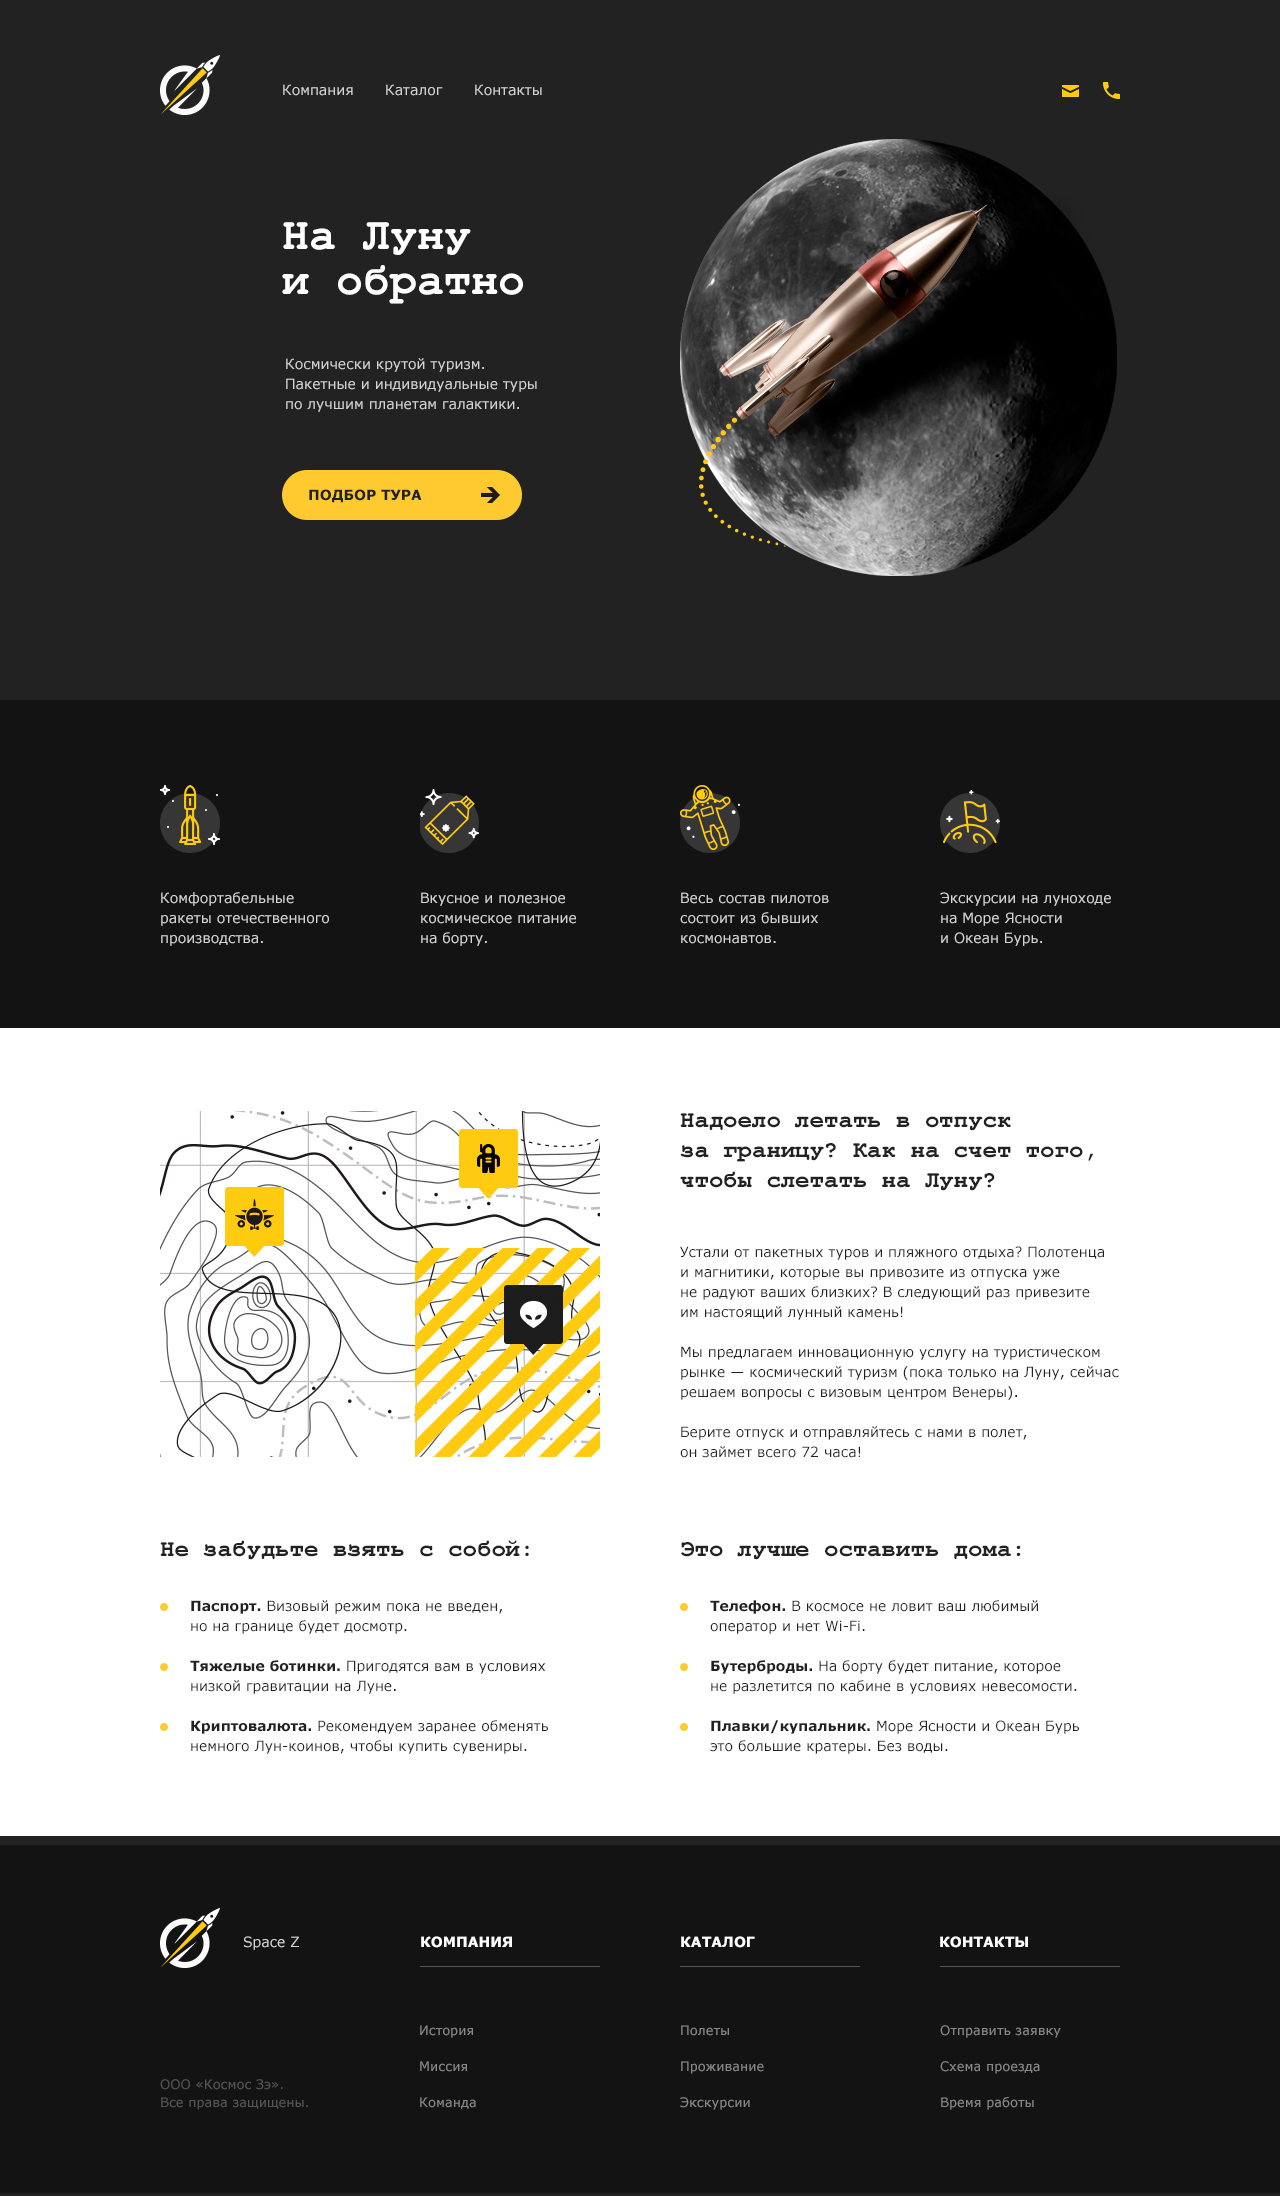 Компания
Каталог
Контакты
На Луну
и обратно
Космически крутой туризм.
Пакетные и индивидуальные туры
по лучшим планетам галактики.
ПОДБОР ТУРА
Комфортабельные
ракеты отечественного
производства.
Вкусное и полезное
космическое питание
на борту.
Весь состав пилотов
состоит из бывших
космонавтов.
Экскурсии на луноходе
на Море Ясности
и Океан Бурь.
Надоело летать в отпуск
за границу? Как на счет того,
чтобы слетать на Луну?
Устали от пакетных туров и пляжного отдыха? Полотенца
и магнитики, которые вы привозите из отпуска уже
не радуют ваших близких? В следующий раз привезите
им настоящий лунный камень!
Мы предлагаем инновационную услугу на туристическом
рынке — космический туризм (пока только на Луну, сейчас
решаем вопросы с визовым центром Венеры).
Берите отпуск и отправляйтесь с нами в полет,
он займет всего 72 часа!
Не забудьте взять с собой:
Паспорт. Визовый режим пока не введен,
но на границе будет досмотр.
Тяжелые ботинки. Пригодятся вам в условиях
низкой гравитации на Луне.
Криптовалюта. Рекомендуем заранее обменять
немного Лун-коинов, чтобы купить сувениры.
Это лучше оставить дома:
Телефон. В космосе не ловит ваш любимый
оператор и нет Wi-Fi.
Бутерброды. На борту будет питание, которое
не разлетится по кабине в условиях невесомости.
Плавки/купальник. Море Ясности и Океан Бурь
это большие кратеры. Без воды.
Space Z
ООО «Космос Зэ».
Все права защищены.
КОМПАНИЯ
История
Миссия
Команда
КАТАЛОГ
Полеты
Проживание
Экскурсии
КОНТАКТЫ
Отправить заявку
Схема проезда
Время работы